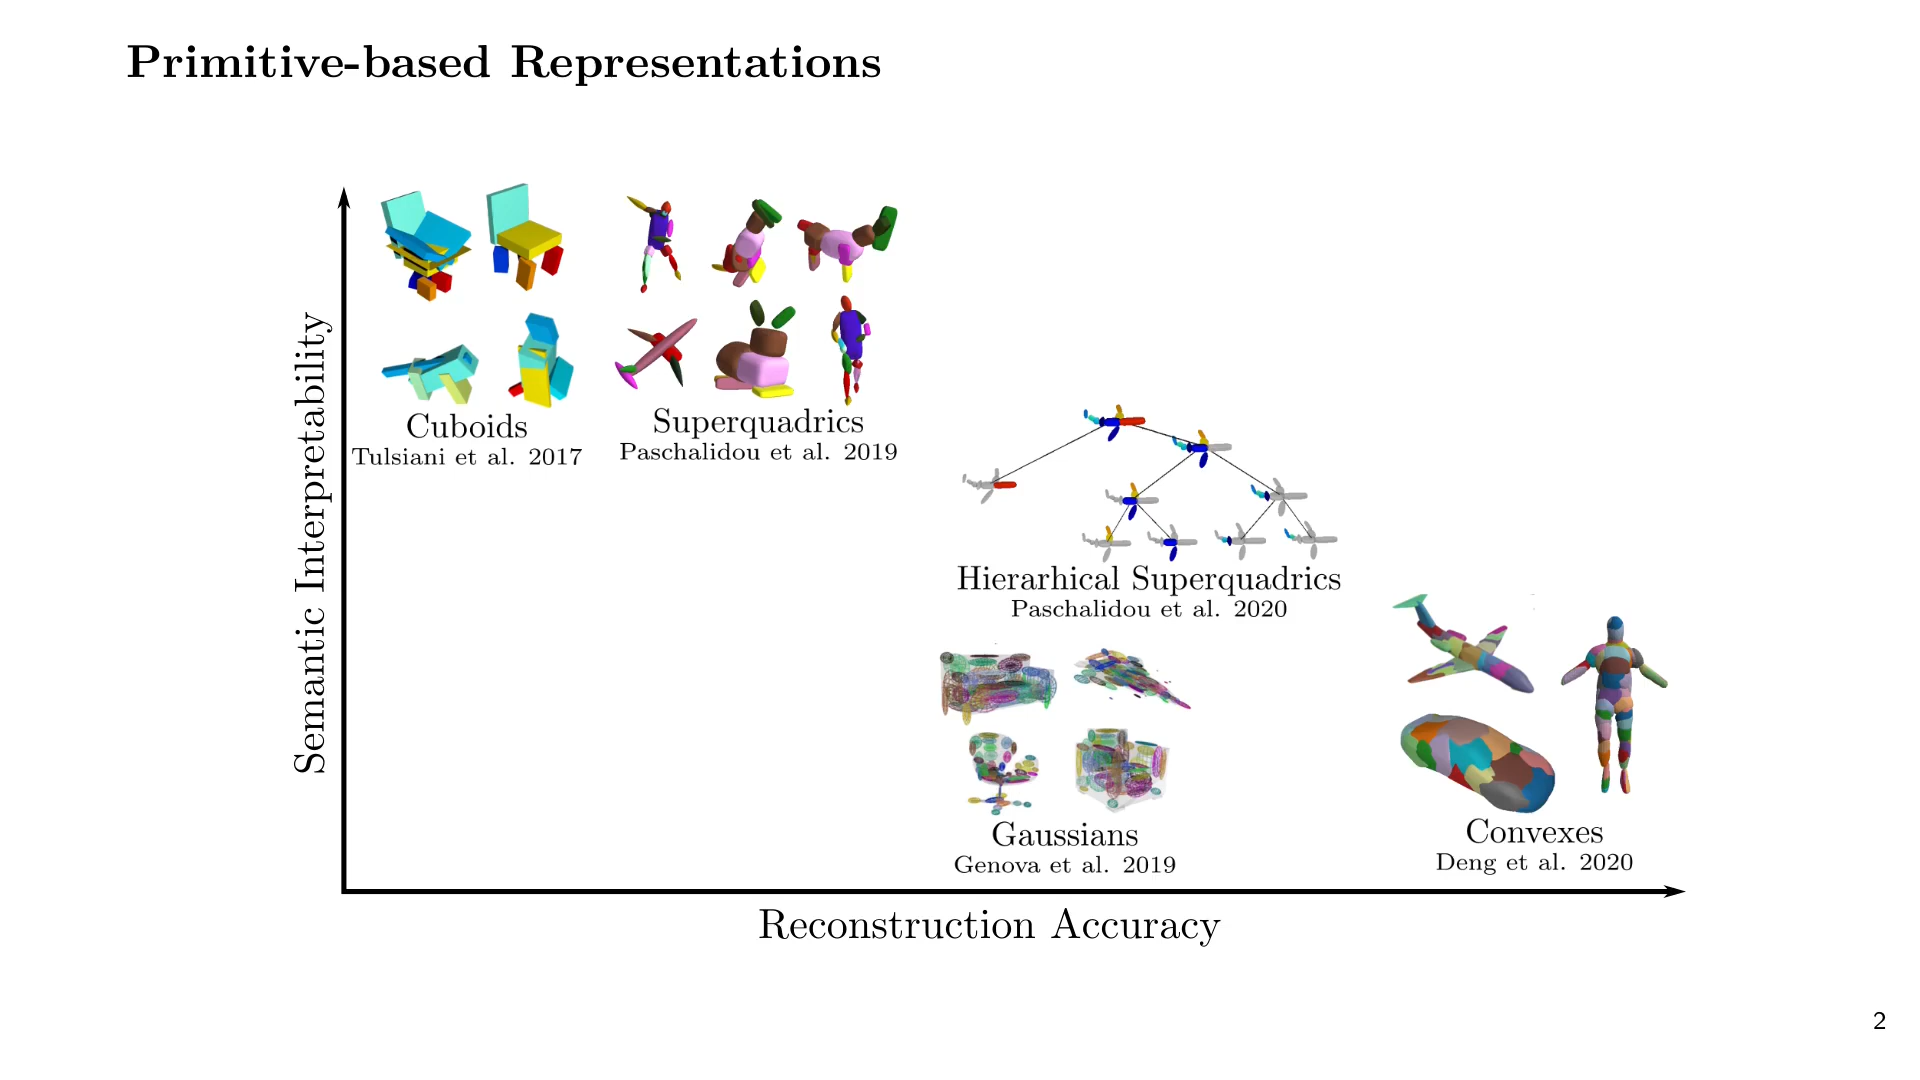 Primitive-based Representations
Semantic Interpretability
Cuboids
Tulsiani et al. 2017
Superquadrics
Paschalidou et al. 2019
Hierarhical Superquadrics
Paschalidou et al. 2020
Gaussians
Genova et al. 2019
Convexes
Deng et al. 2020
Reconstruction Accuracy
2